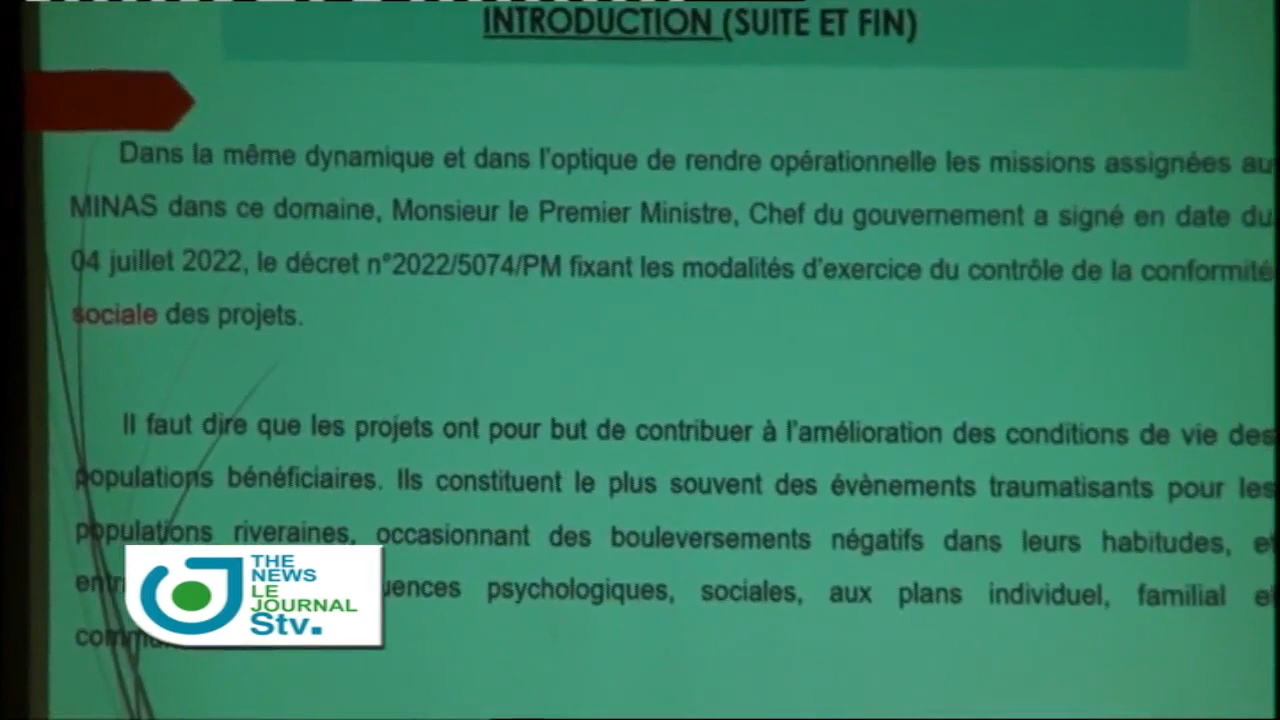 INTRODUCTION (SUITE ET FIN)
Dans la même dynamique et dans l'optique de rendre opérationnelle les missions assignées au
MINAS dans ce domaine, Monsieur le Premier Ministre, Chef du gouvernement a signé en date du
04 juillet 2022, le décret n°2022/5074/PM fixant les modalités d'exercice du contrôle de la conformité
sociale des projets.
Il faut dire que les projets ont pour but de contribuer à l'amélioration des conditions de vie des
populations bénéficiaires. Ils constituent le plus souvent des évènements traumatisants pour les
populations riveraines, occasionnant des bouleversements négatifs dans leurs habitudes, et
psychologiques, sociales, aux plans individuel, familial et
THE
NEWS
LE
JOURNAL
Stv.